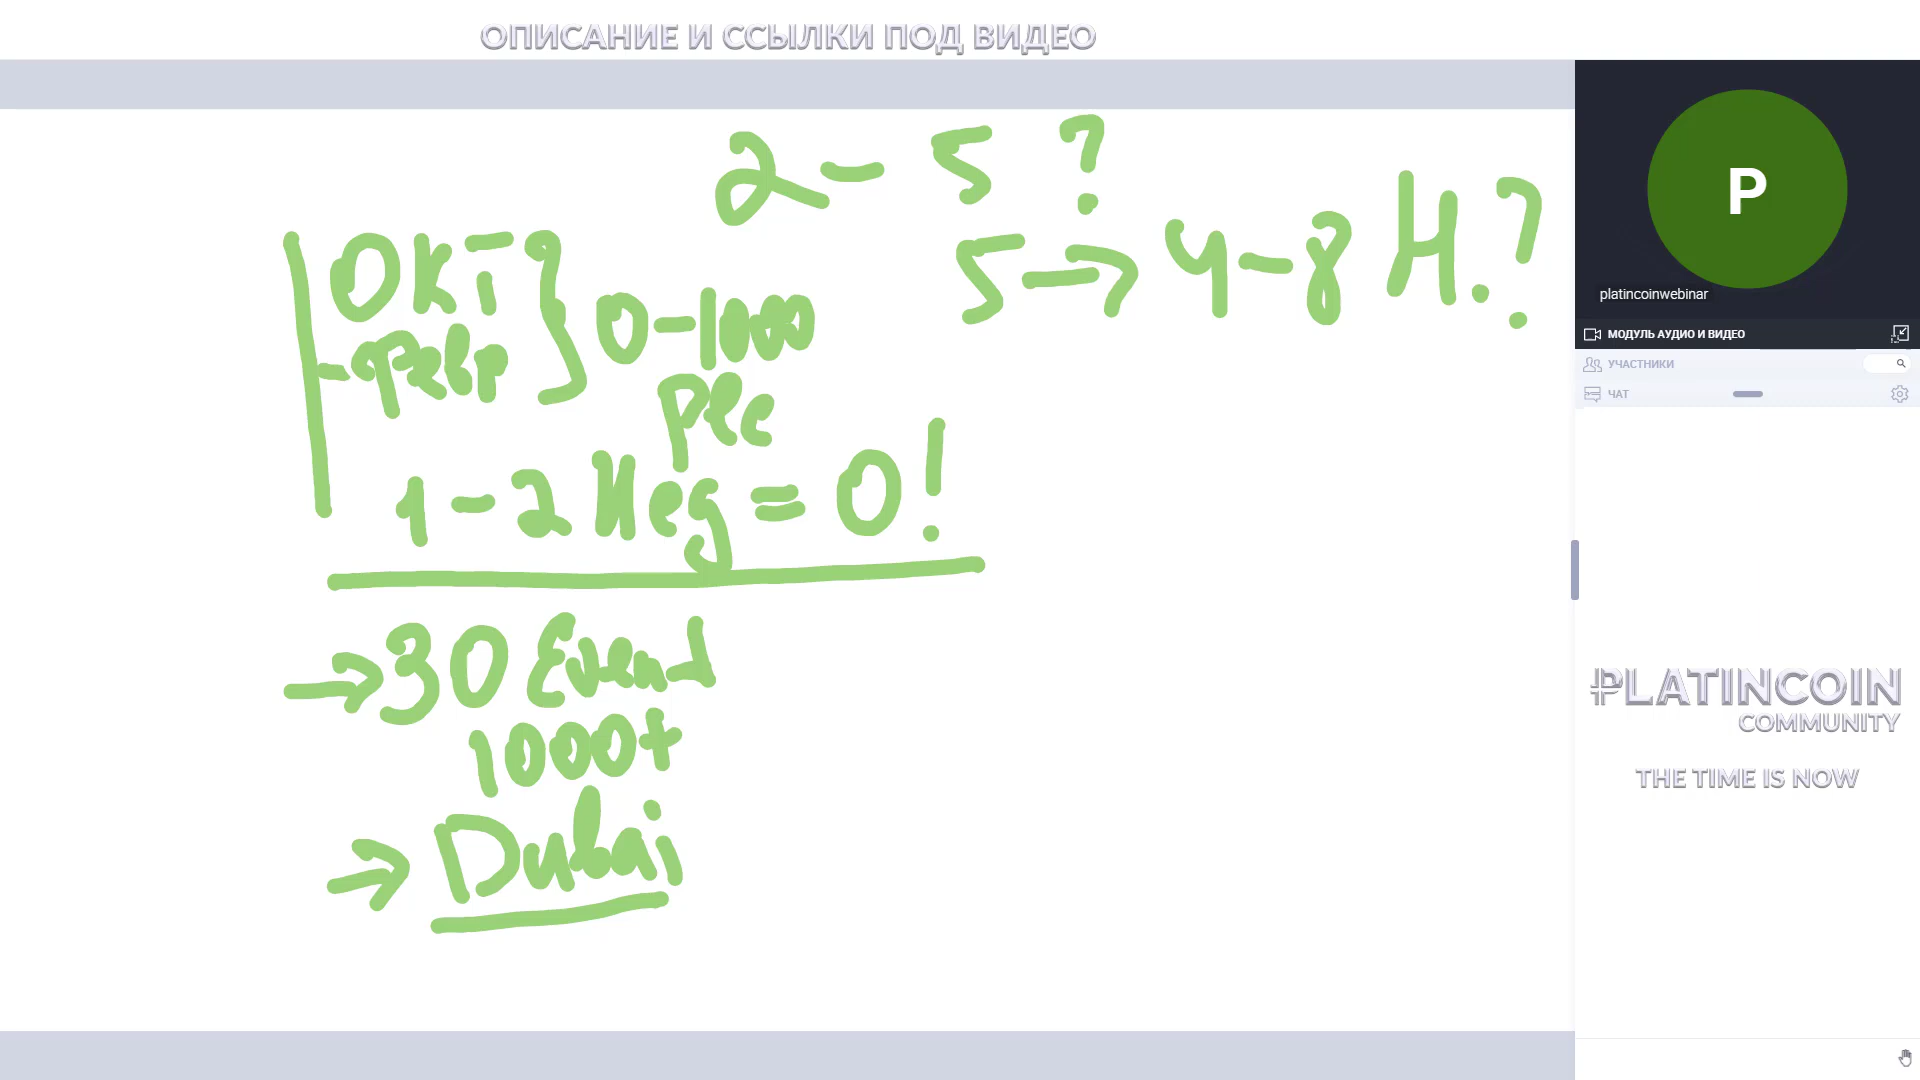 ОПИСАНИЕ И ССЫЛКИ ПОД ВИДЕО
2 - 5 ?
5 → 4-8 Н. ?
Окт
- Февр } 0-1000
1-2 Нед = 0!
→ 30 Event
1000+
→ Dubai
P
platincoinwebinar
МОДУЛЬ АУДИО И ВИДЕО
УЧАСТНИКИ
ЧАТ
PLATINCOIN
COMMUNITY
THE TIME IS NOW